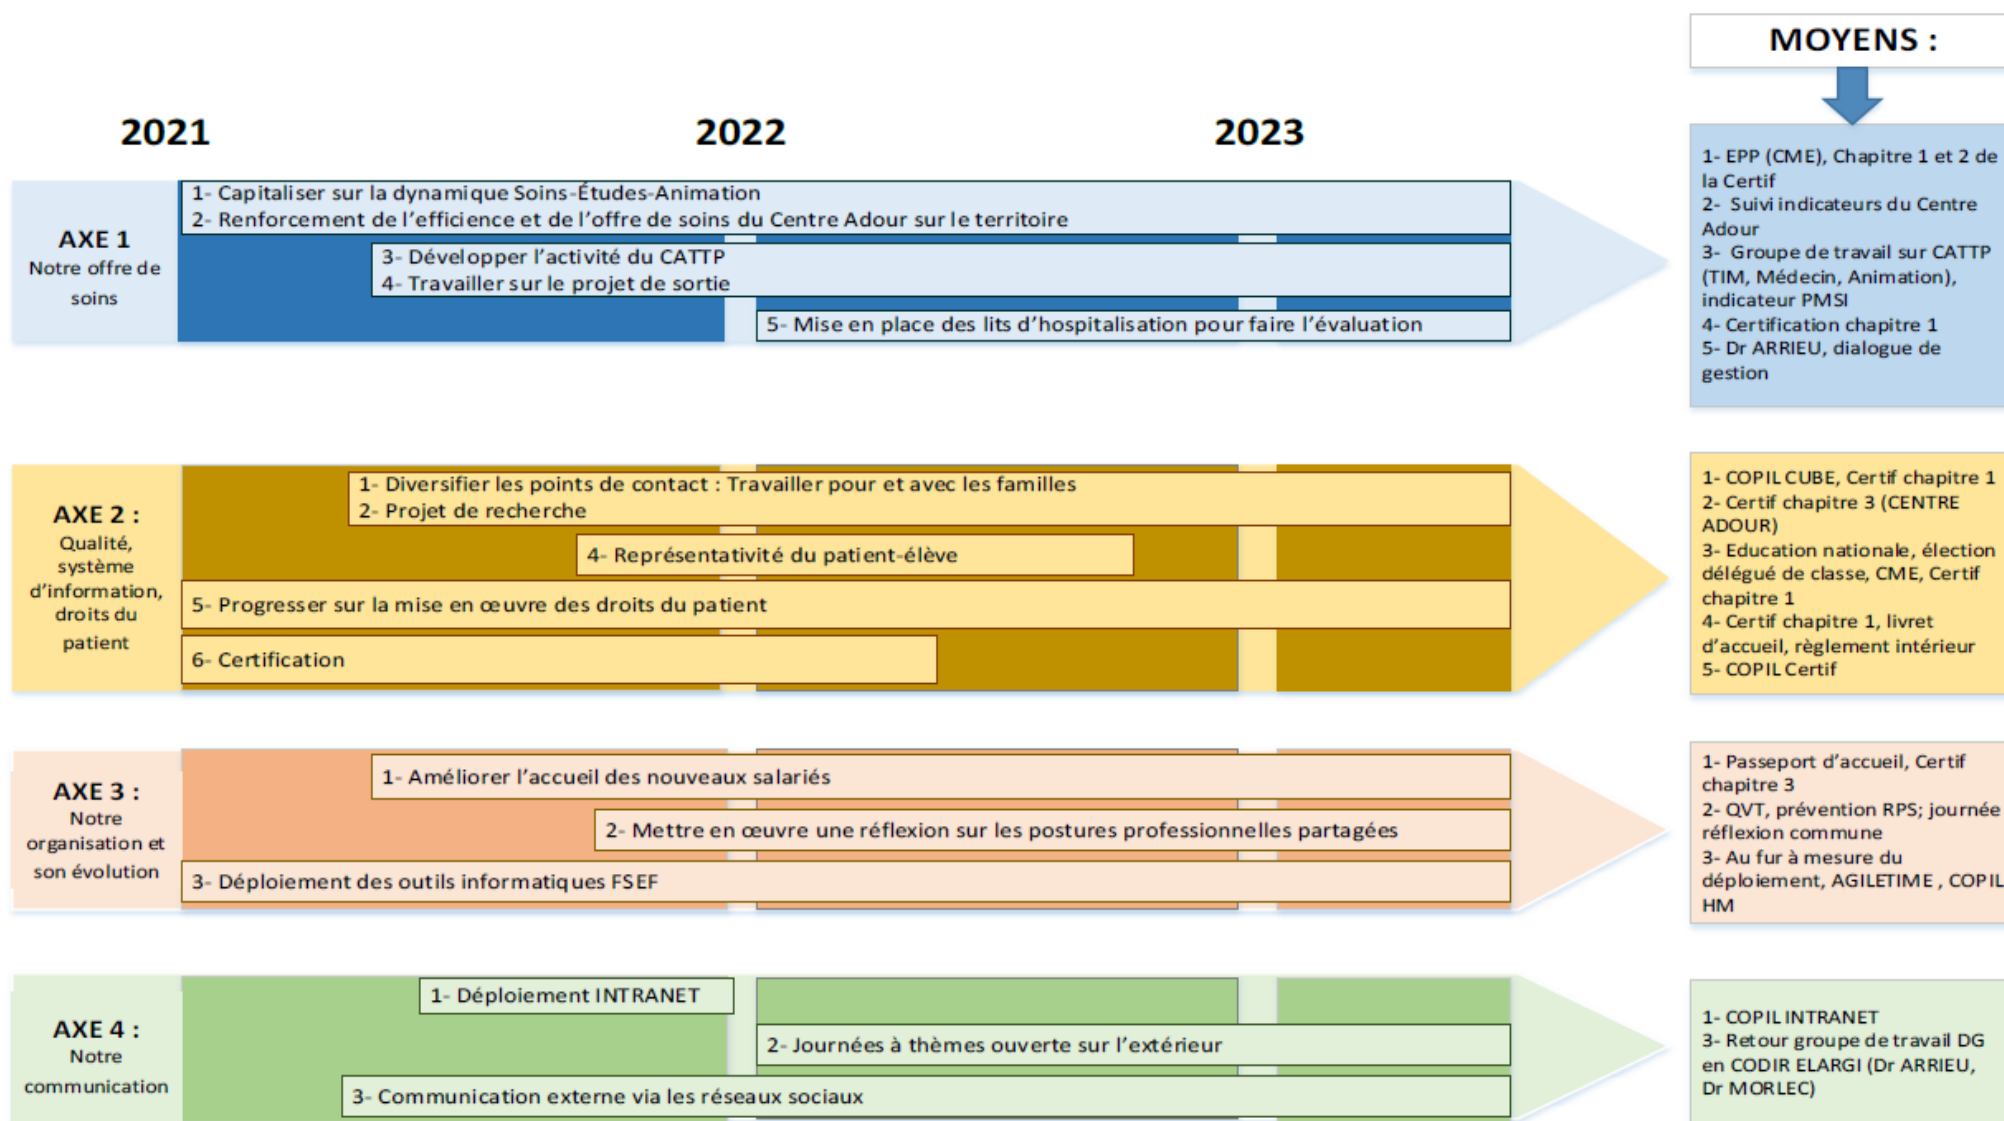 MOYENS :
2021
2022
2023
AXE 1
Notre offre de
soins
1- Capitaliser sur la dynamique Soins-Études-Animation
2- Renforcement de l’efficience et de l’offre de soins du Centre Adour sur le territoire
3- Développer l’activité du CATTP
4- Travailler sur le projet de sortie
5- Mise en place des lits d’hospitalisation pour faire l’évaluation
1- EPP (CME), Chapitre 1 et 2 de
la Certif
2- Suivi indicateurs du Centre
Adour
3- Groupe de travail sur CATTP
(TIM, Médecin, Animation),
indicateur PMSI
4- Certification chapitre 1
5- Dr ARRIEU, dialogue de
gestion
AXE 2 :
Qualité,
système
d’information,
droits du
patient
1- Diversifier les points de contact : Travailler pour et avec les familles
2- Projet de recherche
4- Représentativité du patient-élève
5- Progresser sur la mise en œuvre des droits du patient
6- Certification
1- COPIL CUBE, Certif chapitre 1
2- Certif chapitre 3 (CENTRE
ADOUR)
3- Education nationale, élection
délégué de classe, CME, Certif
chapitre 1
4- Certif chapitre 1, livret
d’accueil, règlement intérieur
5- COPIL Certif
AXE 3 :
Notre
organisation et
son évolution
1- Améliorer l’accueil des nouveaux salariés
2- Mettre en œuvre une réflexion sur les postures professionnelles partagées
3- Déploiement des outils informatiques FSEF
1- Passeport d’accueil, Certif
chapitre 3
2- QVT, prévention RPS; journée
réflexion commune
3- Au fur à mesure du
déploiement, AGILETIME , COPIL
HM
AXE 4 :
Notre
communication
1- Déploiement INTRANET
2- Journées à thèmes ouverte sur l’extérieur
3- Communication externe via les réseaux sociaux
1- COPIL INTRANET
3- Retour groupe de travail DG
en CODIR ELARGI (Dr ARRIEU,
Dr MORLEC)